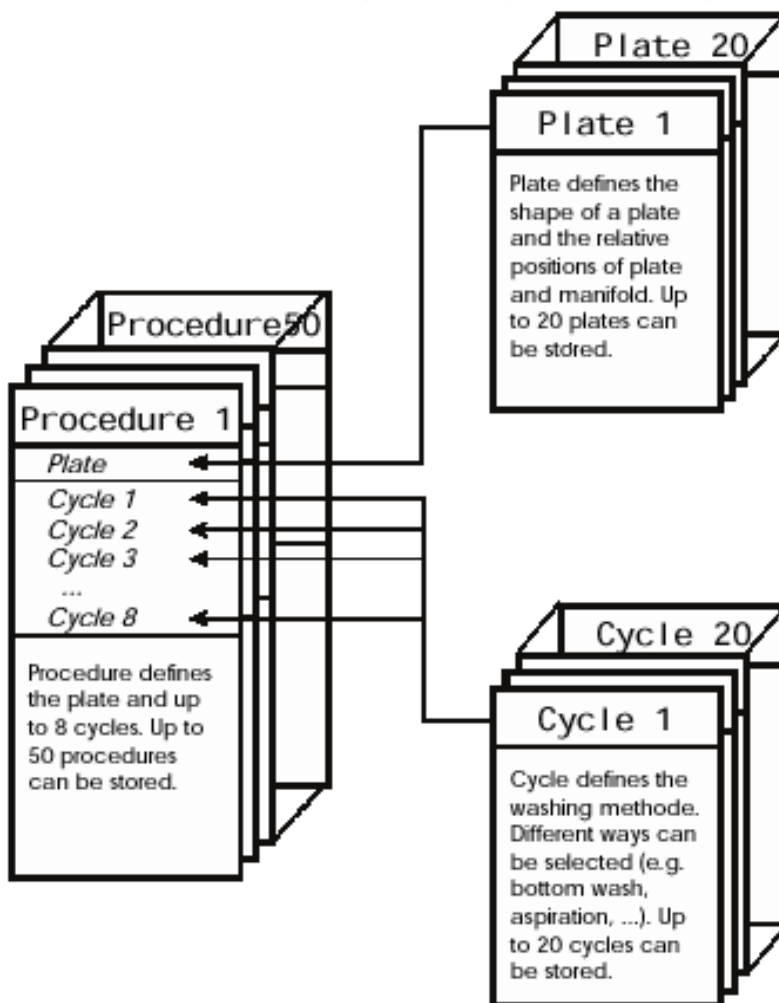 Plate 20
Plate 1
Plate defines the
shape of a plate
and the relative
positions of plate
and manifold. Up
to 20 plates can
be stored.
Procedure50
Procedure 1
Plate
Cycle 1
Cycle 2
Cycle 3
...
Cycle 8
Procedure defines
the plate and up
to 8 cycles. Up to
50 procedures
can be stored.
Cycle 20
Cycle 1
Cycle defines the
washing methode.
Different ways can
be selected (e.g.
bottom wash,
aspiration, ...). Up
to 20 cycles can
be stored.